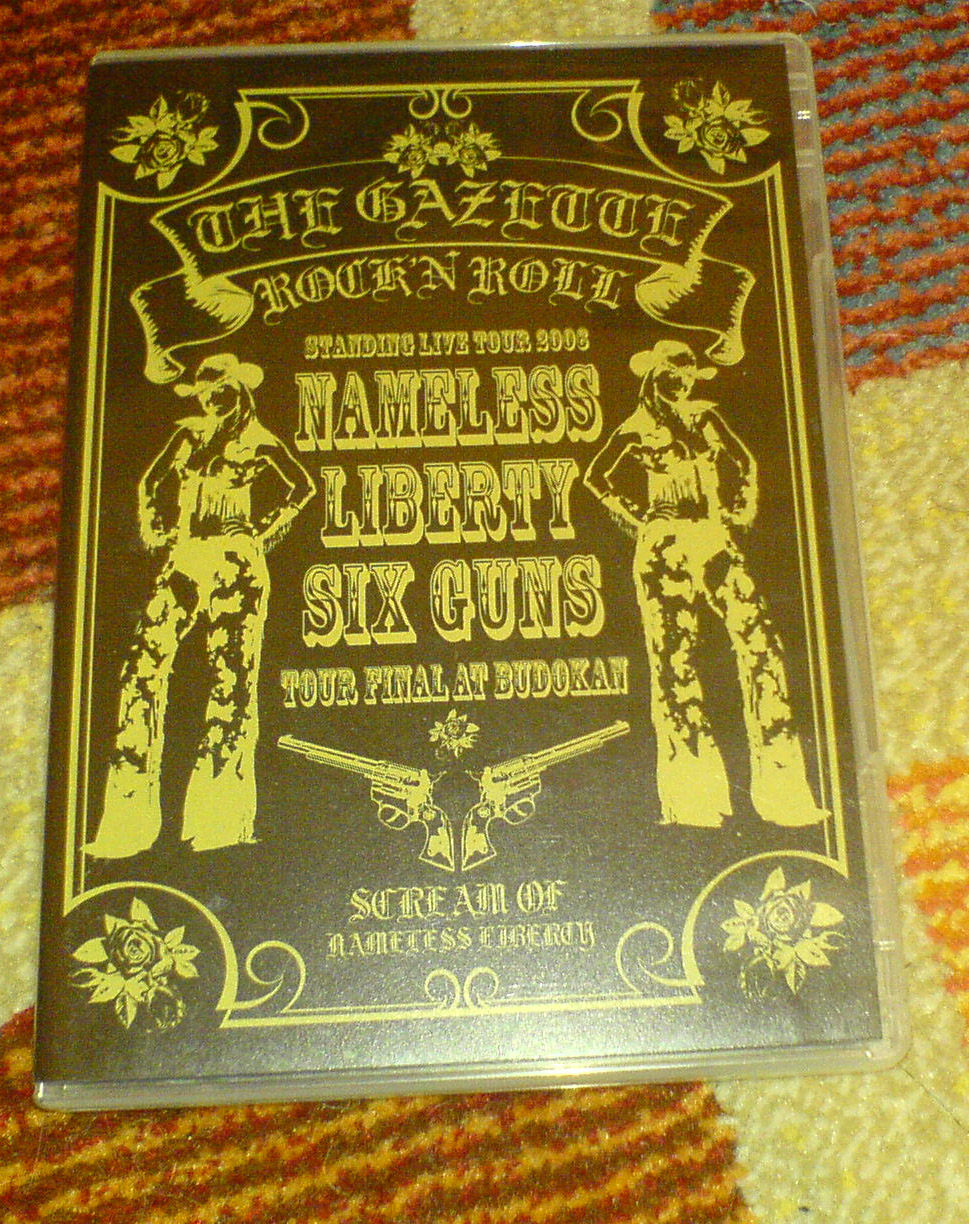 THE GAZETTE
ROCK'N ROLL
STANDING LIVE TOUR 2006
NAMELESS
LIBERTY
SIX GUNS
TOUR FINAL AT BUDOKAN
SCREAM OF
NAMELESS LIBERTY